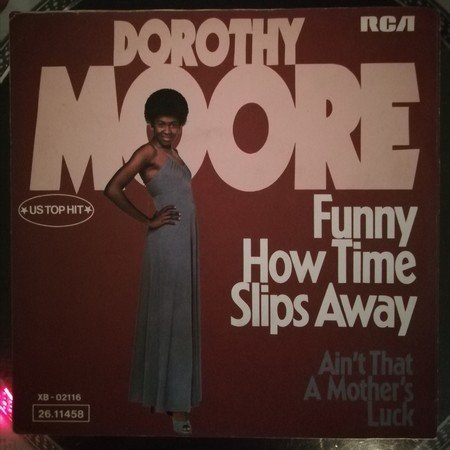 DOROTHY
RCA
MOORE
★US TOP HIT★
Funny
How Time
Slips Away
Ain't That
A Mother's
Luck
XB-02116
26.11458